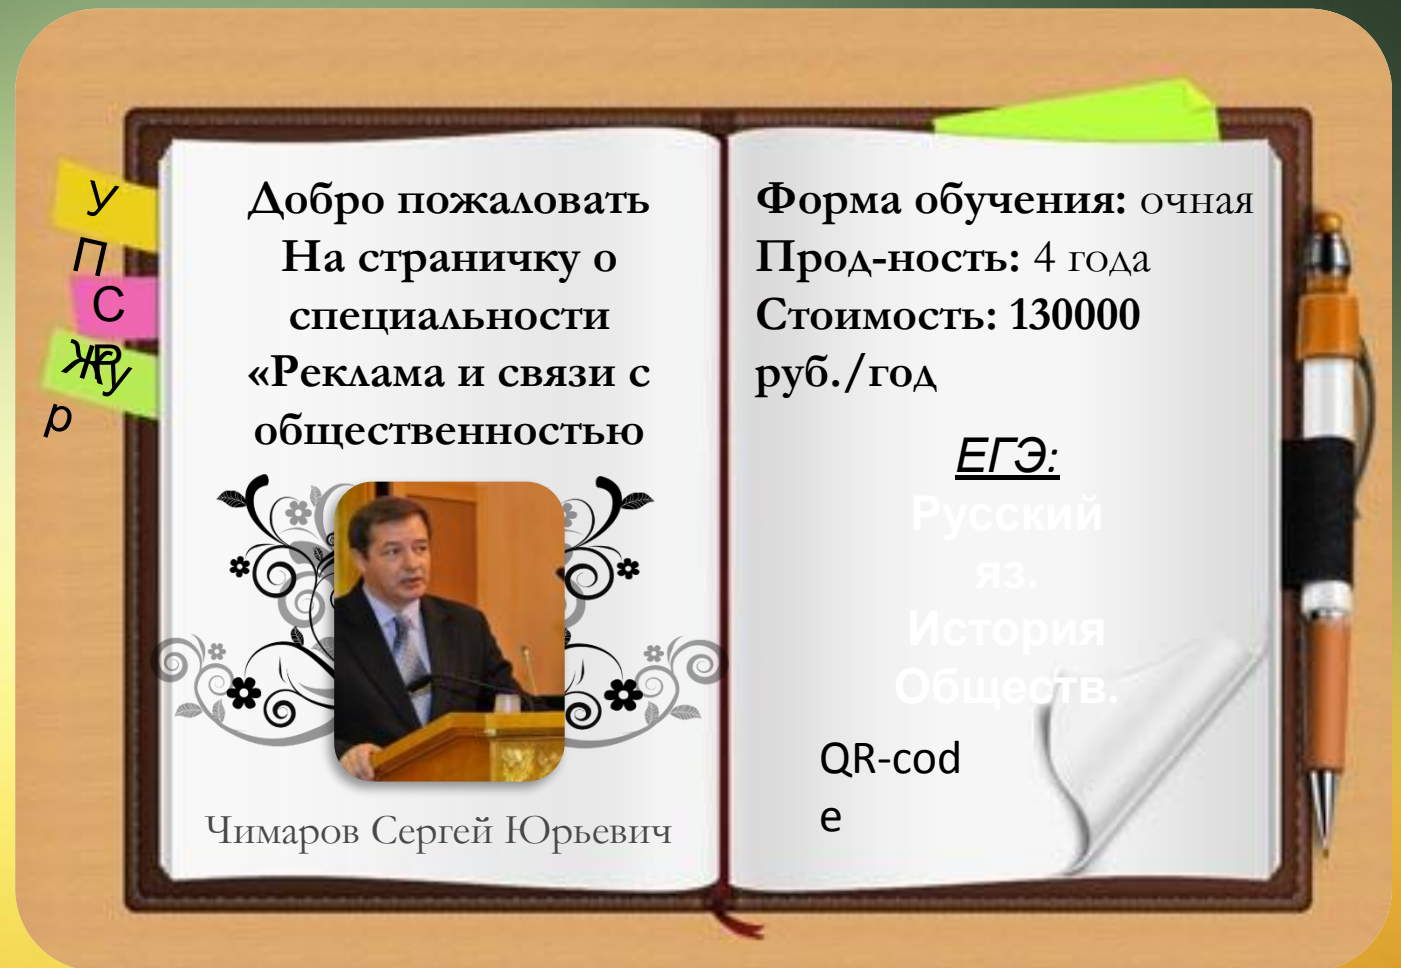 У
П
С
Р
Жу
р
Добро пожаловать
На страничку о
специальности
«Реклама и связи с
общественностью
Чимаров Сергей Юрьевич
Форма обучения: очная
Прод-ность: 4 года
Стоимость: 130000
руб./год
ЕГЭ:
Русский
яз.
История
Обществ.
QR-cod
e